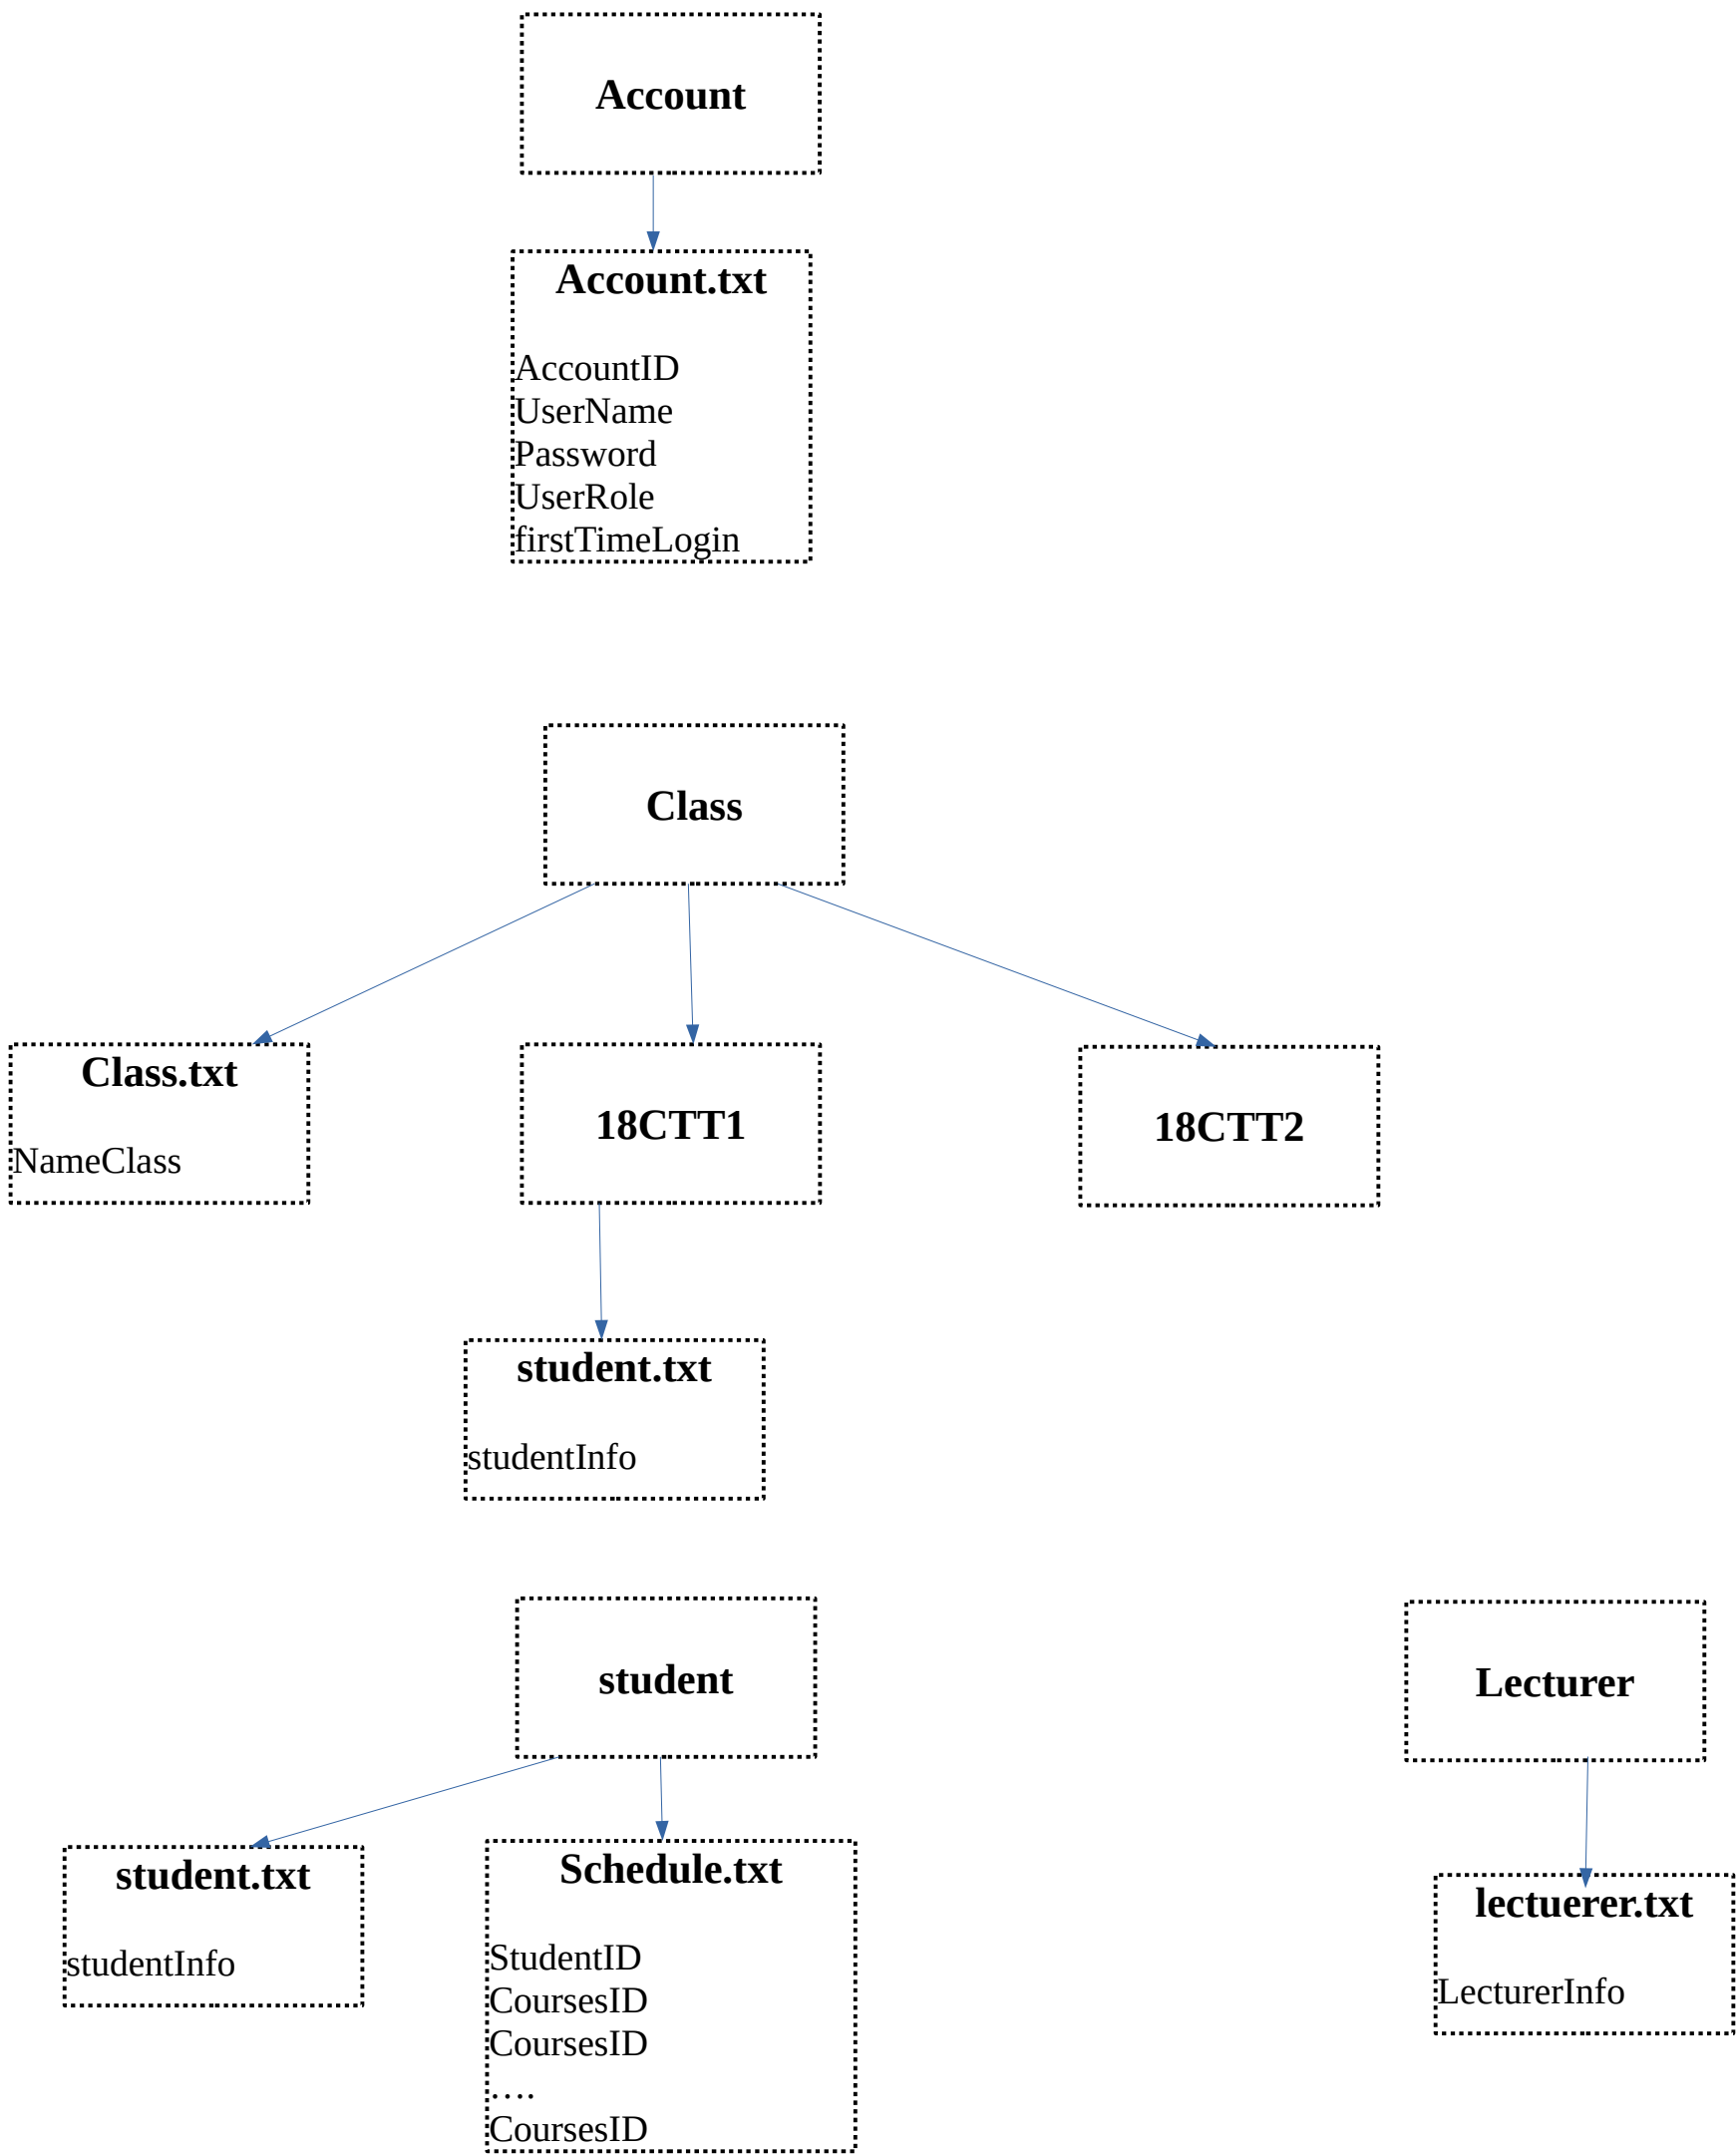 Account
Account.txt
AccountID
UserName
Password
UserRole
firstTimeLogin
Class
Class.txt
NameClass
18CTT1
18CTT2
student.txt
studentInfo
student
Lecturer
student.txt
studentInfo
Schedule.txt
StudentID
CoursesID
CoursesID
….
CoursesID
lectuerer.txt
LecturerInfo